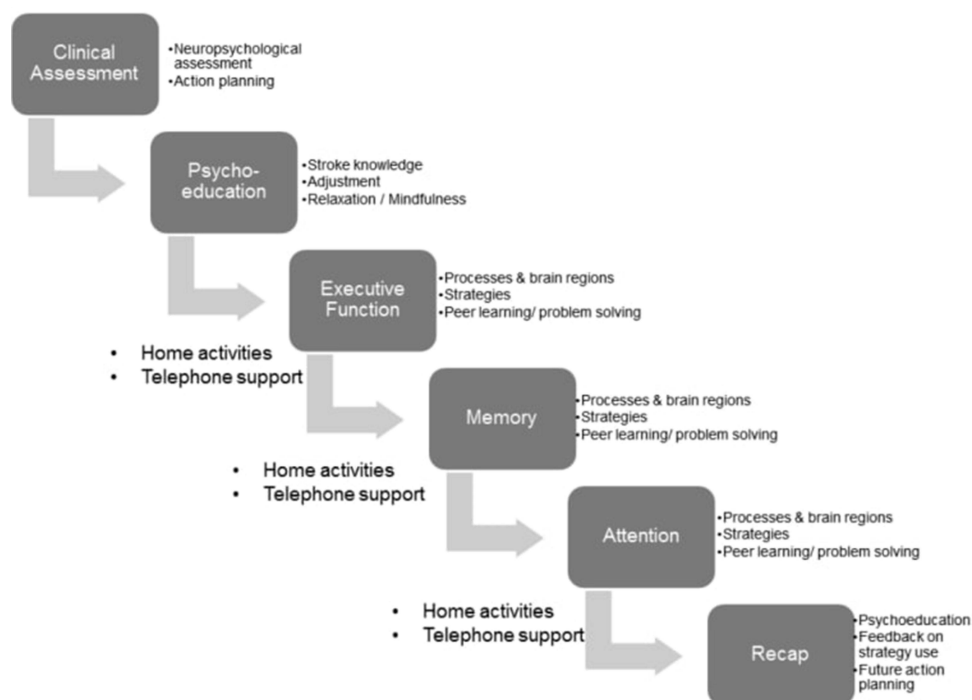 Clinical
Assessment
•Neuropsychological
assessment
•Action planning
Psycho-
education
•Stroke knowledge
•Adjustment
•Relaxation / Mindfulness
Executive
Function
•Processes & brain regions
•Strategies
•Peer learning/ problem solving
• Home activities
• Telephone support
Memory
•Processes & brain regions
•Strategies
•Peer learning/ problem solving
• Home activities
• Telephone support
Attention
•Processes & brain regions
•Strategies
•Peer learning/ problem solving
• Home activities
• Telephone support
Recap
•Psychoeducation
•Feedback on
strategy use
•Future action
planning